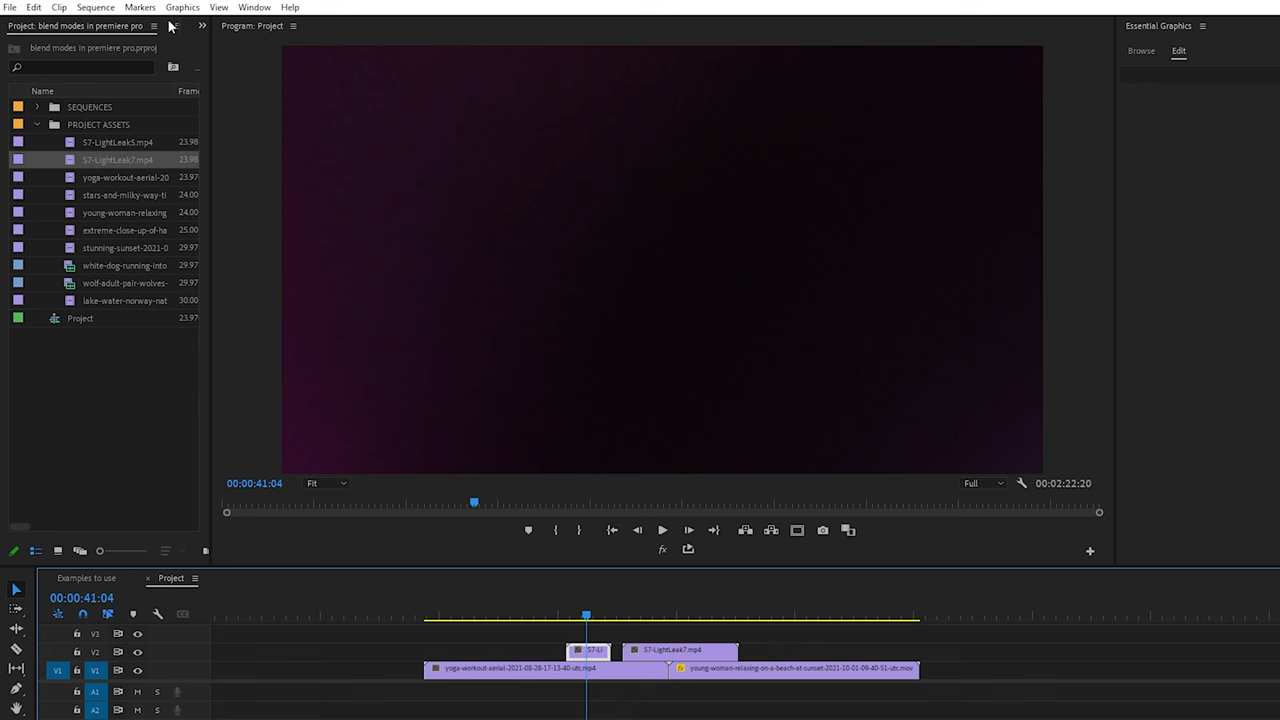 File Edit Clip Sequence Markers Graphics View Window Help
Project: blend modes in premiere pro
Program: Project
Essential Graphics
blend modes in premiere pro.prproj
Browse Edit
Name Frame
SEQUENCES
PROJECT ASSETS
S7-LightLeak5.mp4 23.98
S7-LightLeak7.mp4 23.98
yoga-workout-aerial-20 23.97
stars-and-milky-way-ti 24.00
young-woman-relaxing 24.00
extreme-close-up-of-ha 25.00
stunning-sunset-2021-0 29.97
white-dog-running-into 29.97
wolf-adult-pair-wolves- 29.97
lake-water-norway-nat 30.00
Project 23.97
00:00:41:04 Fit Full 00:02:22:20
fx
Examples to use × Project
00:00:41:04
V3
V2 S7-Li S7-LightLeak7.mp4
V1 V1 yoga-workout-aerial-2021-08-28-17-13-40-utc.mp4 fx young-woman-relaxing-on-a-beach-at-sunset-2021-10-01-09-40-51-utc.mov
A1 M S
A2 M S